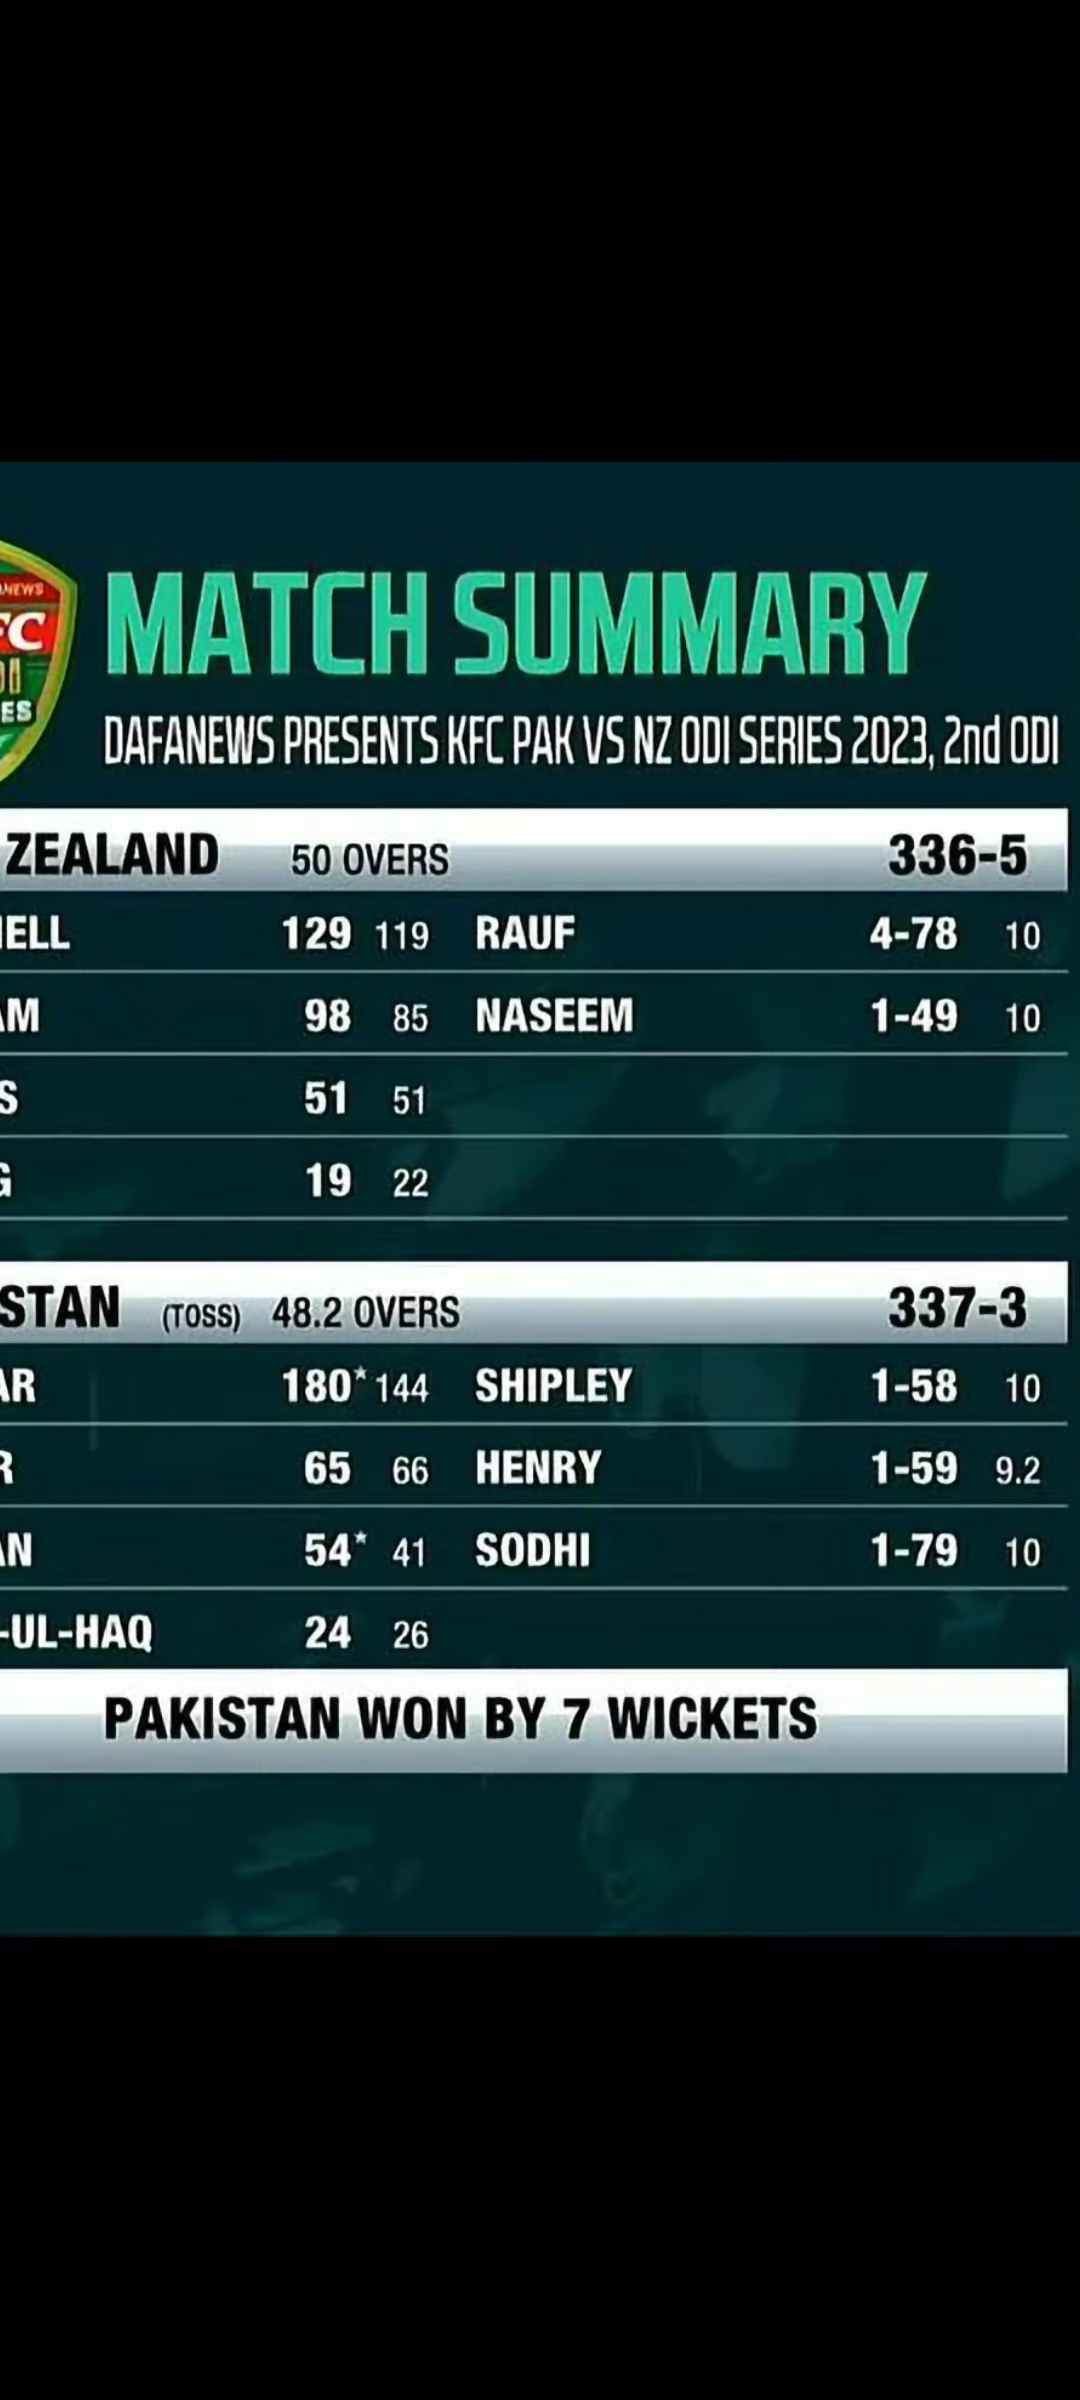 ANEWS
FC
ES
MATCH SUMMARY
DAFANEWS PRESENTS KFC PAK VS NZ ODI SERIES 2023, 2nd ODI
ZEALAND 50 OVERS 336-5
ELL 129 119 RAUF 4-78 10
AM 98 85 NASEEM 1-49 10
S 51 51
G 19 22
STAN (TOSS) 48.2 OVERS 337-3
AR 180* 144 SHIPLEY 1-58 10
R 65 66 HENRY 1-59 9.2
AN 54* 41 SODHI 1-79 10
-UL-HAQ 24 26
PAKISTAN WON BY 7 WICKETS